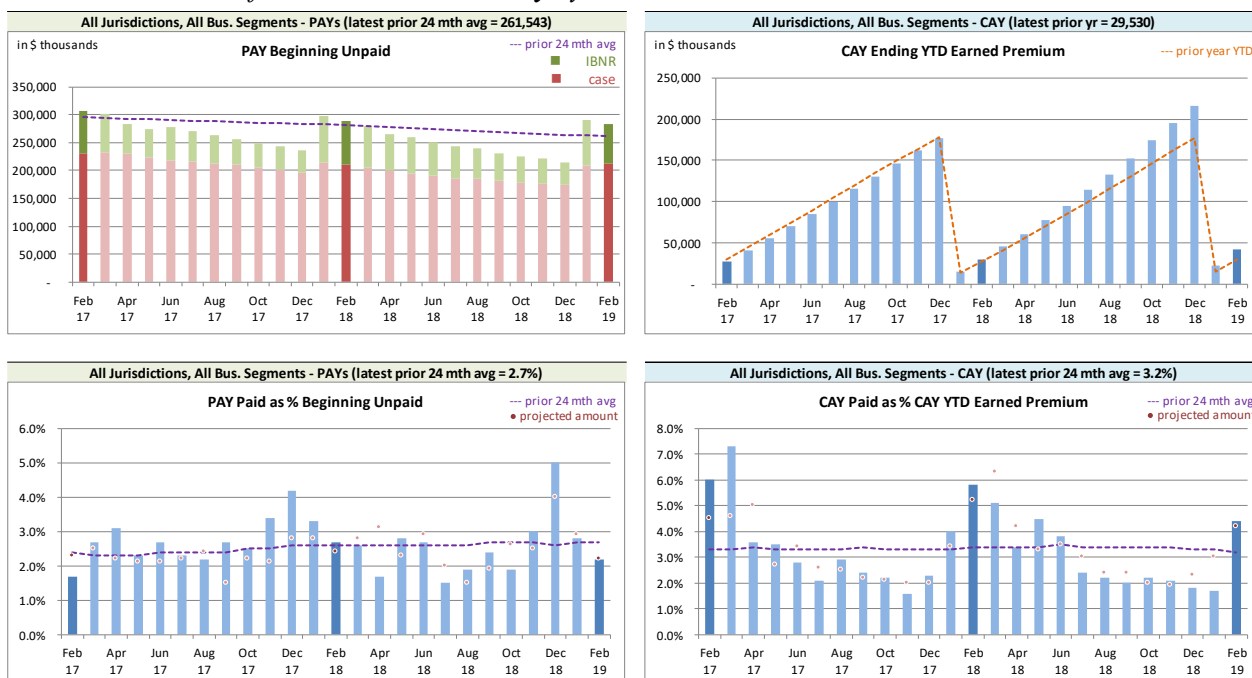 All Jurisdictions, All Bus. Segments - PAYs (latest prior 24 mth avg = 261,543)
in $ thousands
PAY Beginning Unpaid
--- prior 24 mth avg
IBNR
case
350,000
300,000
250,000
200,000
150,000
100,000
50,000
-
Feb Apr Jun Aug Oct Dec Feb Apr Jun Aug Oct Dec Feb
17 17 17 17 17 17 18 18 18 18 18 18 19
All Jurisdictions, All Bus. Segments - CAY (latest prior yr = 29,530)
in $ thousands
CAY Ending YTD Earned Premium
--- prior year YTD
250,000
200,000
150,000
100,000
50,000
-
Feb Apr Jun Aug Oct Dec Feb Apr Jun Aug Oct Dec Feb
17 17 17 17 17 17 18 18 18 18 18 18 19
All Jurisdictions, All Bus. Segments - PAYs (latest prior 24 mth avg = 2.7%)
PAY Paid as % Beginning Unpaid
--- prior 24 mth avg
• projected amount
6.0%
5.0%
4.0%
3.0%
2.0%
1.0%
0.0%
Feb Apr Jun Aug Oct Dec Feb Apr Jun Aug Oct Dec Feb
17 17 17 17 17 17 18 18 18 18 18 18 19
All Jurisdictions, All Bus. Segments - CAY (latest prior 24 mth avg = 3.2%)
CAY Paid as % CAY YTD Earned Premium
--- prior 24 mth avg
• projected amount
8.0%
7.0%
6.0%
5.0%
4.0%
3.0%
2.0%
1.0%
0.0%
Feb Apr Jun Aug Oct Dec Feb Apr Jun Aug Oct Dec Feb
17 17 17 17 17 17 18 18 18 18 18 18 19